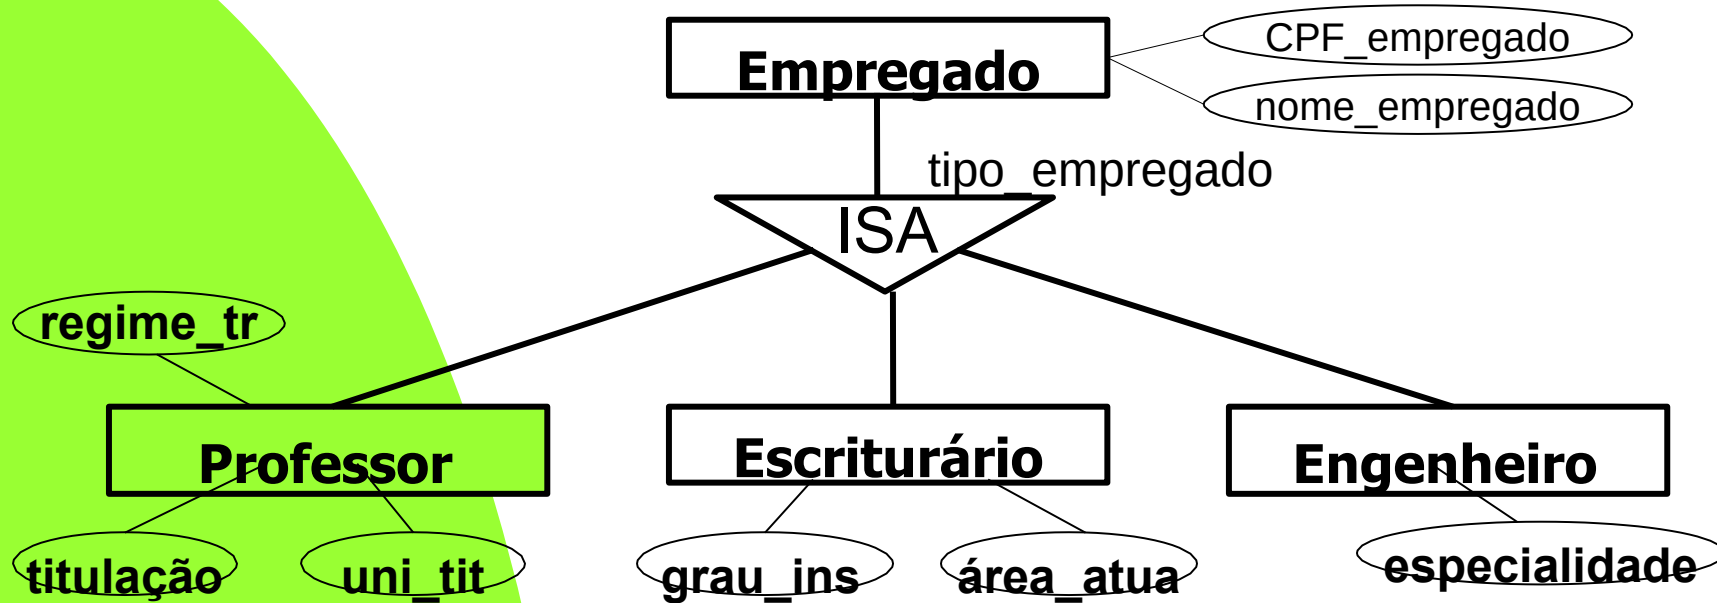 Empregado
CPF_empregado
nome_empregado
tipo_empregado
ISA
regime_tr
Professor
Escriturário
Engenheiro
titulação
uni_tit
grau_ins
área_atua
especialidade